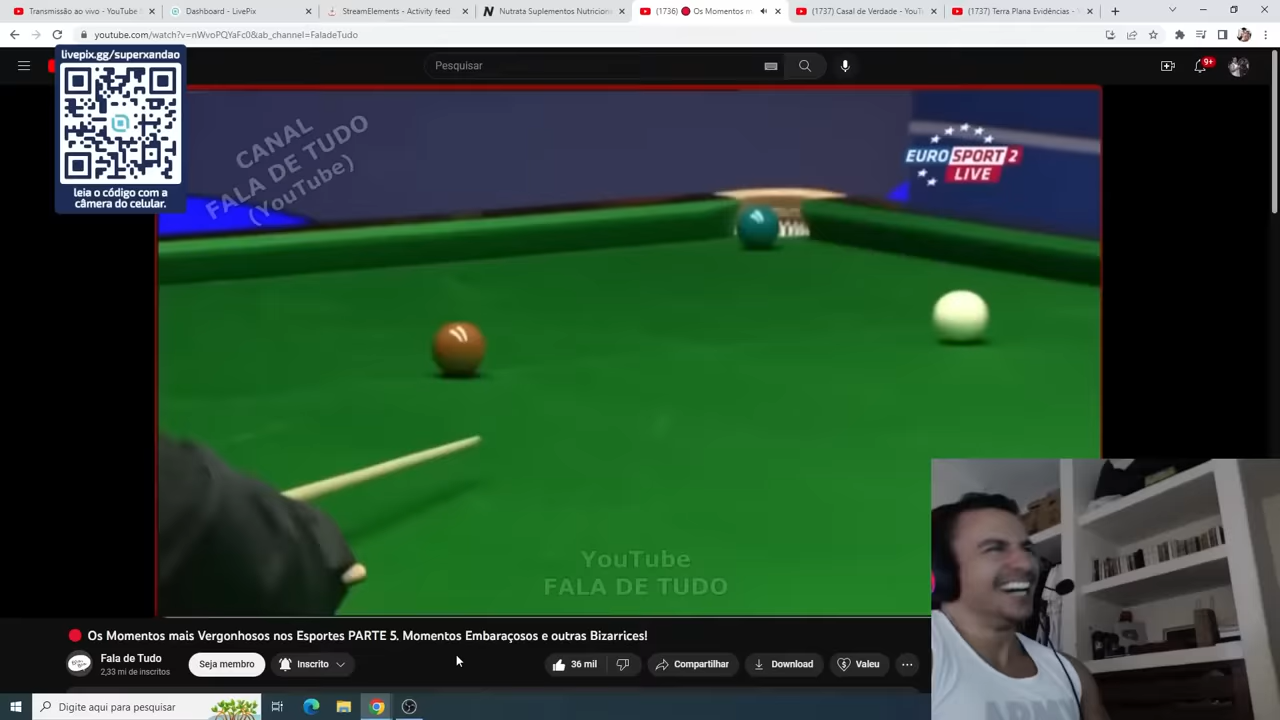 Transmissão ao vivo - YouTube
Dashboard - LivePix
StreamElements - Activity feed
Nutrata Suplementos Nutricion
(1736) 🔴 Os Momentos m
(1737) Casal de Verdade - YouT
(1737) Terra Plana Evidências -
youtube.com/watch?v=nWvoPQYaFc0&ab_channel=FaladeTudo
livepix.gg/superxandao
leia o código com a
câmera do celular.
Pesquisar
9+
CANAL
FALA DE TUDO
(YouTube)
EUROSPORT 2
LIVE
YouTube
FALA DE TUDO
Os Momentos mais Vergonhosos nos Esportes PARTE 5. Momentos Embaraçosos e outras Bizarrices!
Fala de Tudo
2,33 mi de inscritos
Seja membro
Inscrito
36 mil
Compartilhar
Download
Valeu
ARMY
Digite aqui para pesquisar